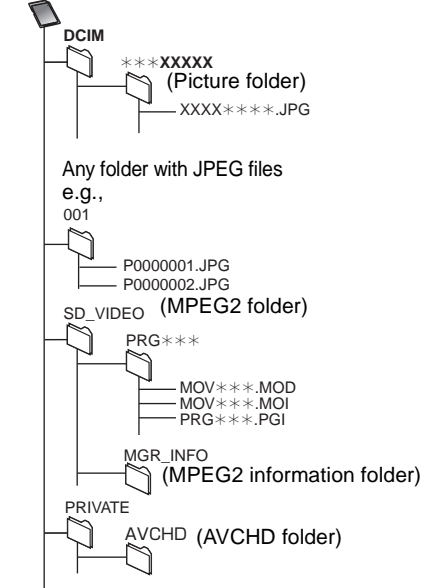 DCIM
∗∗∗XXXXX
(Picture folder)
XXXX∗∗∗∗.JPG
Any folder with JPEG files
e.g.,
001
P0000001.JPG
P0000002.JPG
(MPEG2 folder)
SD_VIDEO
PRG∗∗∗
MOV∗∗∗.MOD
MOV∗∗∗.MOI
PRG∗∗∗.PGI
MGR_INFO
(MPEG2 information folder)
PRIVATE
AVCHD (AVCHD folder)